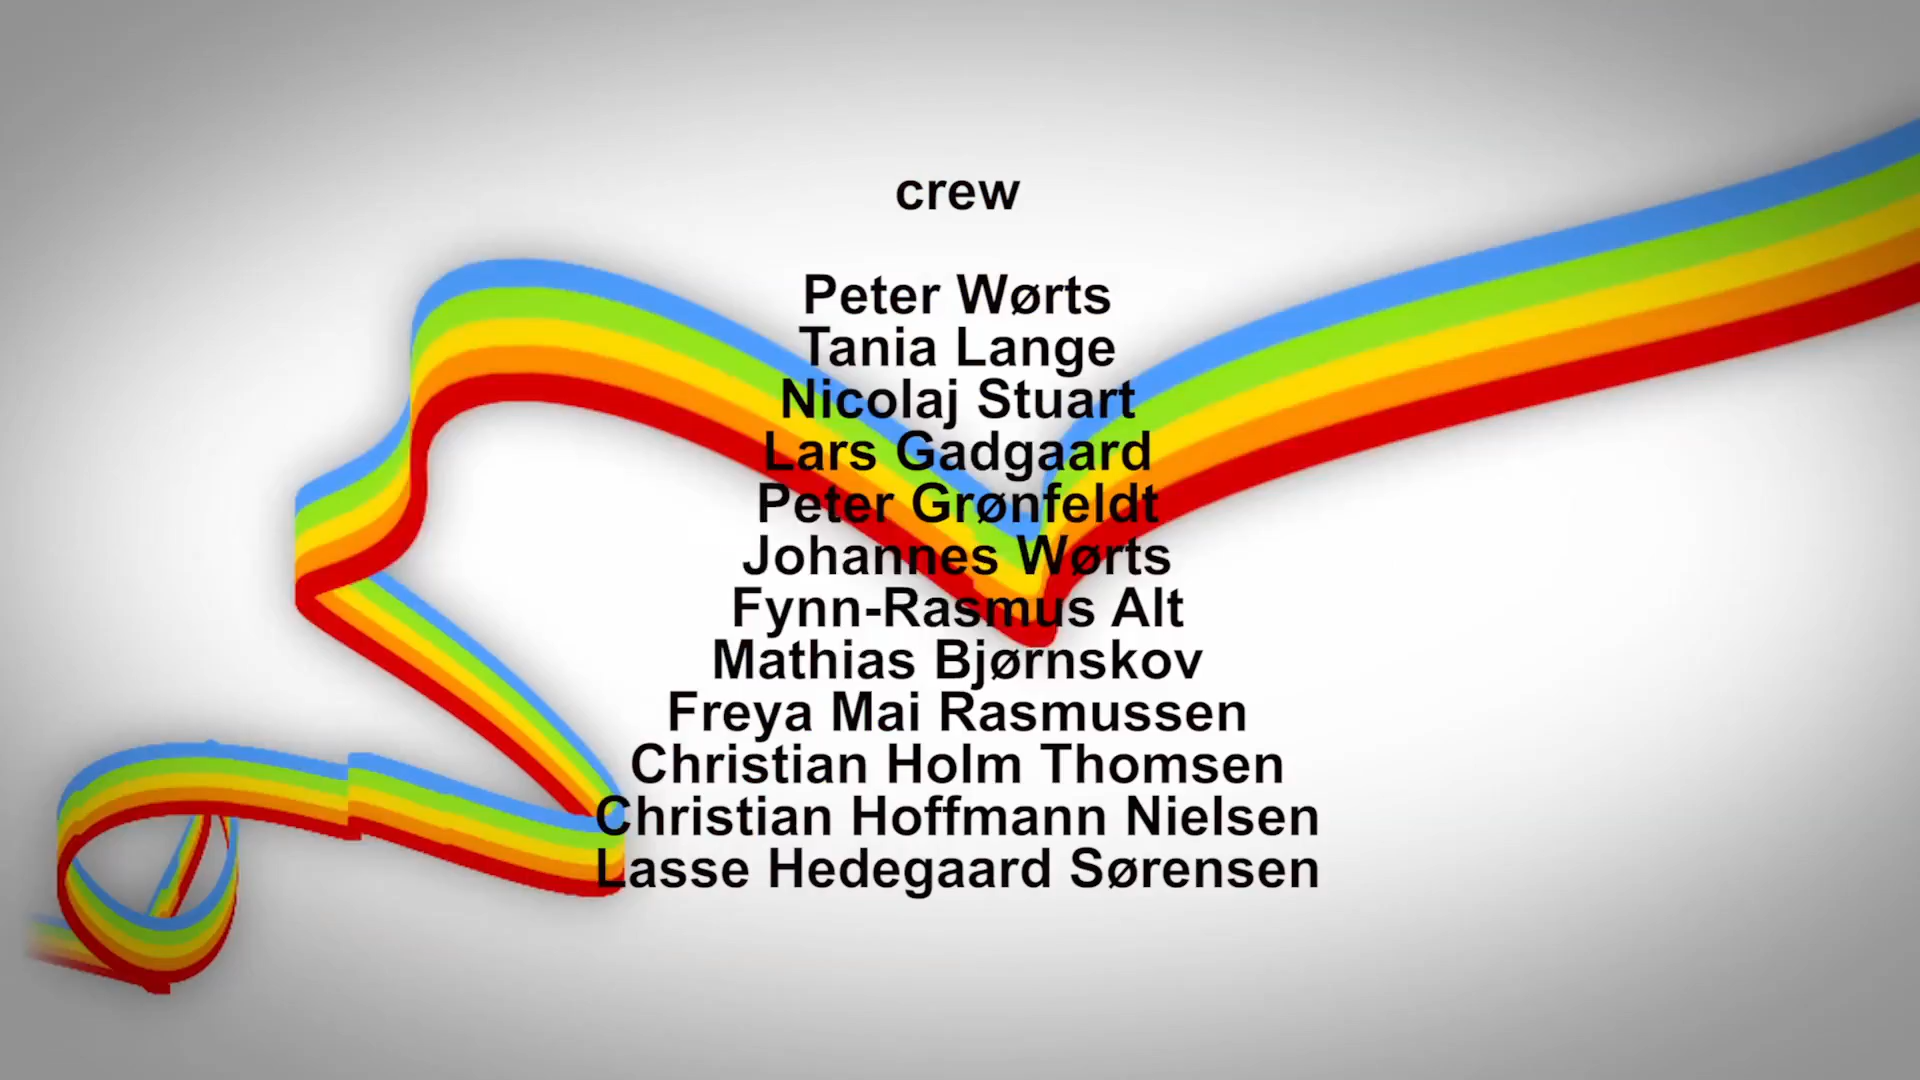 crew
Peter Wørts
Tania Lange
Nicolaj Stuart
Lars Gadgaard
Peter Grønfeldt
Johannes Wørts
Fynn-Rasmus Alt
Mathias Bjørnskov
Freya Mai Rasmussen
Christian Holm Thomsen
Christian Hoffmann Nielsen
Lasse Hedegaard Sørensen